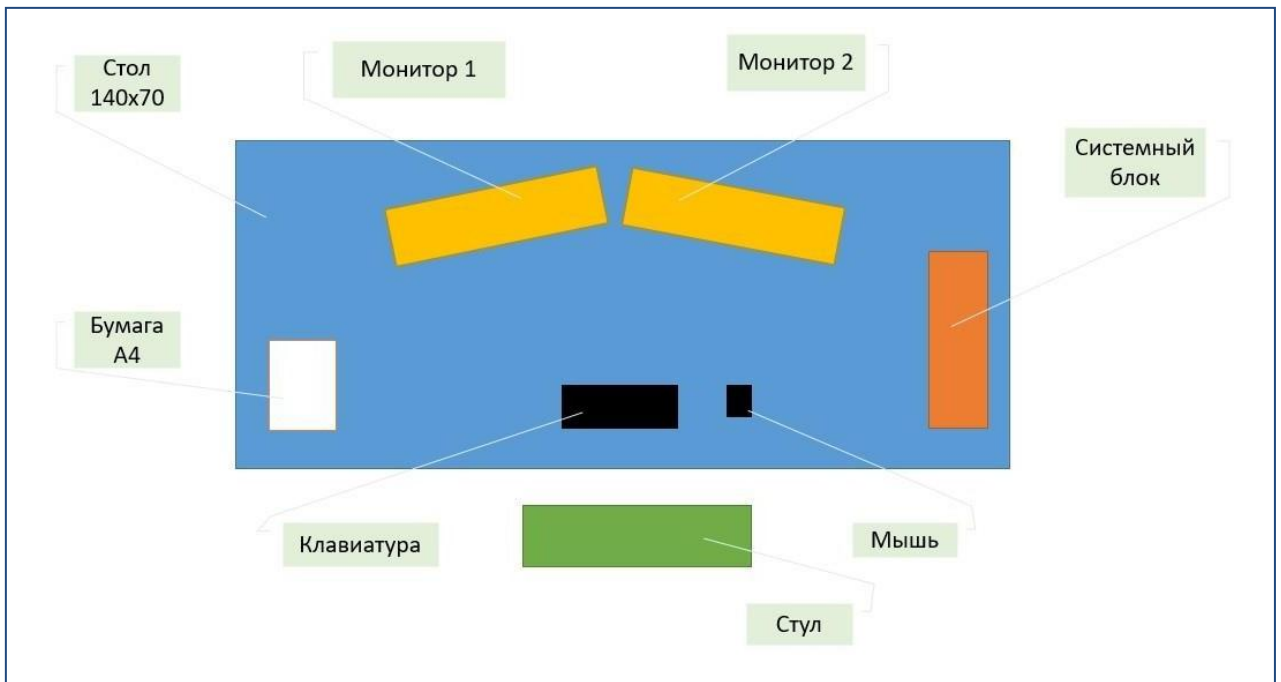 Стол
140х70
Монитор 1
Монитор 2
Системный
блок
Бумага
А4
Клавиатура
Мышь
Стул